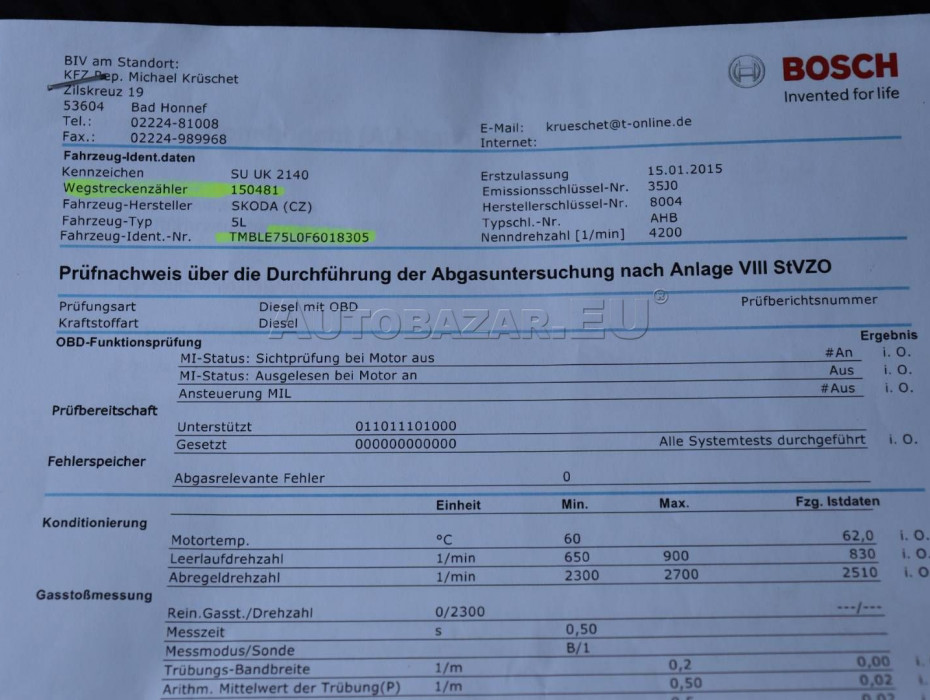 BIV am Standort:
KFZ Rep. Michael Krüschet
Zilskreuz 19
53604 Bad Honnef
Tel.: 02224-81008
Fax.: 02224-989968
BOSCH
Invented for life
E-Mail: krueschet@t-online.de
Internet:
Fahrzeug-Ident.daten
Kennzeichen SU UK 2140 Erstzulassung 15.01.2015
Wegstreckenzähler 150481 Emissionsschlüssel-Nr. 35J0
Fahrzeug-Hersteller SKODA (CZ) Herstellerschlüssel-Nr. 8004
Fahrzeug-Typ 5L Typschl.-Nr. AHB
Fahrzeug-Ident.-Nr. TMBLE75L0F6018305 Nenndrehzahl [1/min] 4200
Prüfnachweis über die Durchführung der Abgasuntersuchung nach Anlage VIII StVZO
Prüfungsart Diesel mit OBD Prüfberichtsnummer
Kraftstoffart Diesel
AUTOBAZAR.EU®
OBD-Funktionsprüfung Ergebnis
MI-Status: Sichtprüfung bei Motor aus #An i. O.
MI-Status: Ausgelesen bei Motor an Aus i. O.
Ansteuerung MIL #Aus i. O.
Prüfbereitschaft
Unterstützt 011011101000
Gesetzt 000000000000 Alle Systemtests durchgeführt i. O.
Fehlerspeicher
Abgasrelevante Fehler 0
Einheit Min. Max. Fzg. Istdaten
Konditionierung
Motortemp. °C 60 62,0 i. O.
Leerlaufdrehzahl 1/min 650 900 830 i. O.
Abregeldrehzahl 1/min 2300 2700 2510 i. O
Gasstoßmessung
Rein.Gasst./Drehzahl 0/2300 ---/---
Messzeit s 0,50
Messmodus/Sonde B/1
Trübungs-Bandbreite 1/m 0,2 0,00 i.
Arithm. Mittelwert der Trübung(P) 1/m 0,50 0,02 i.